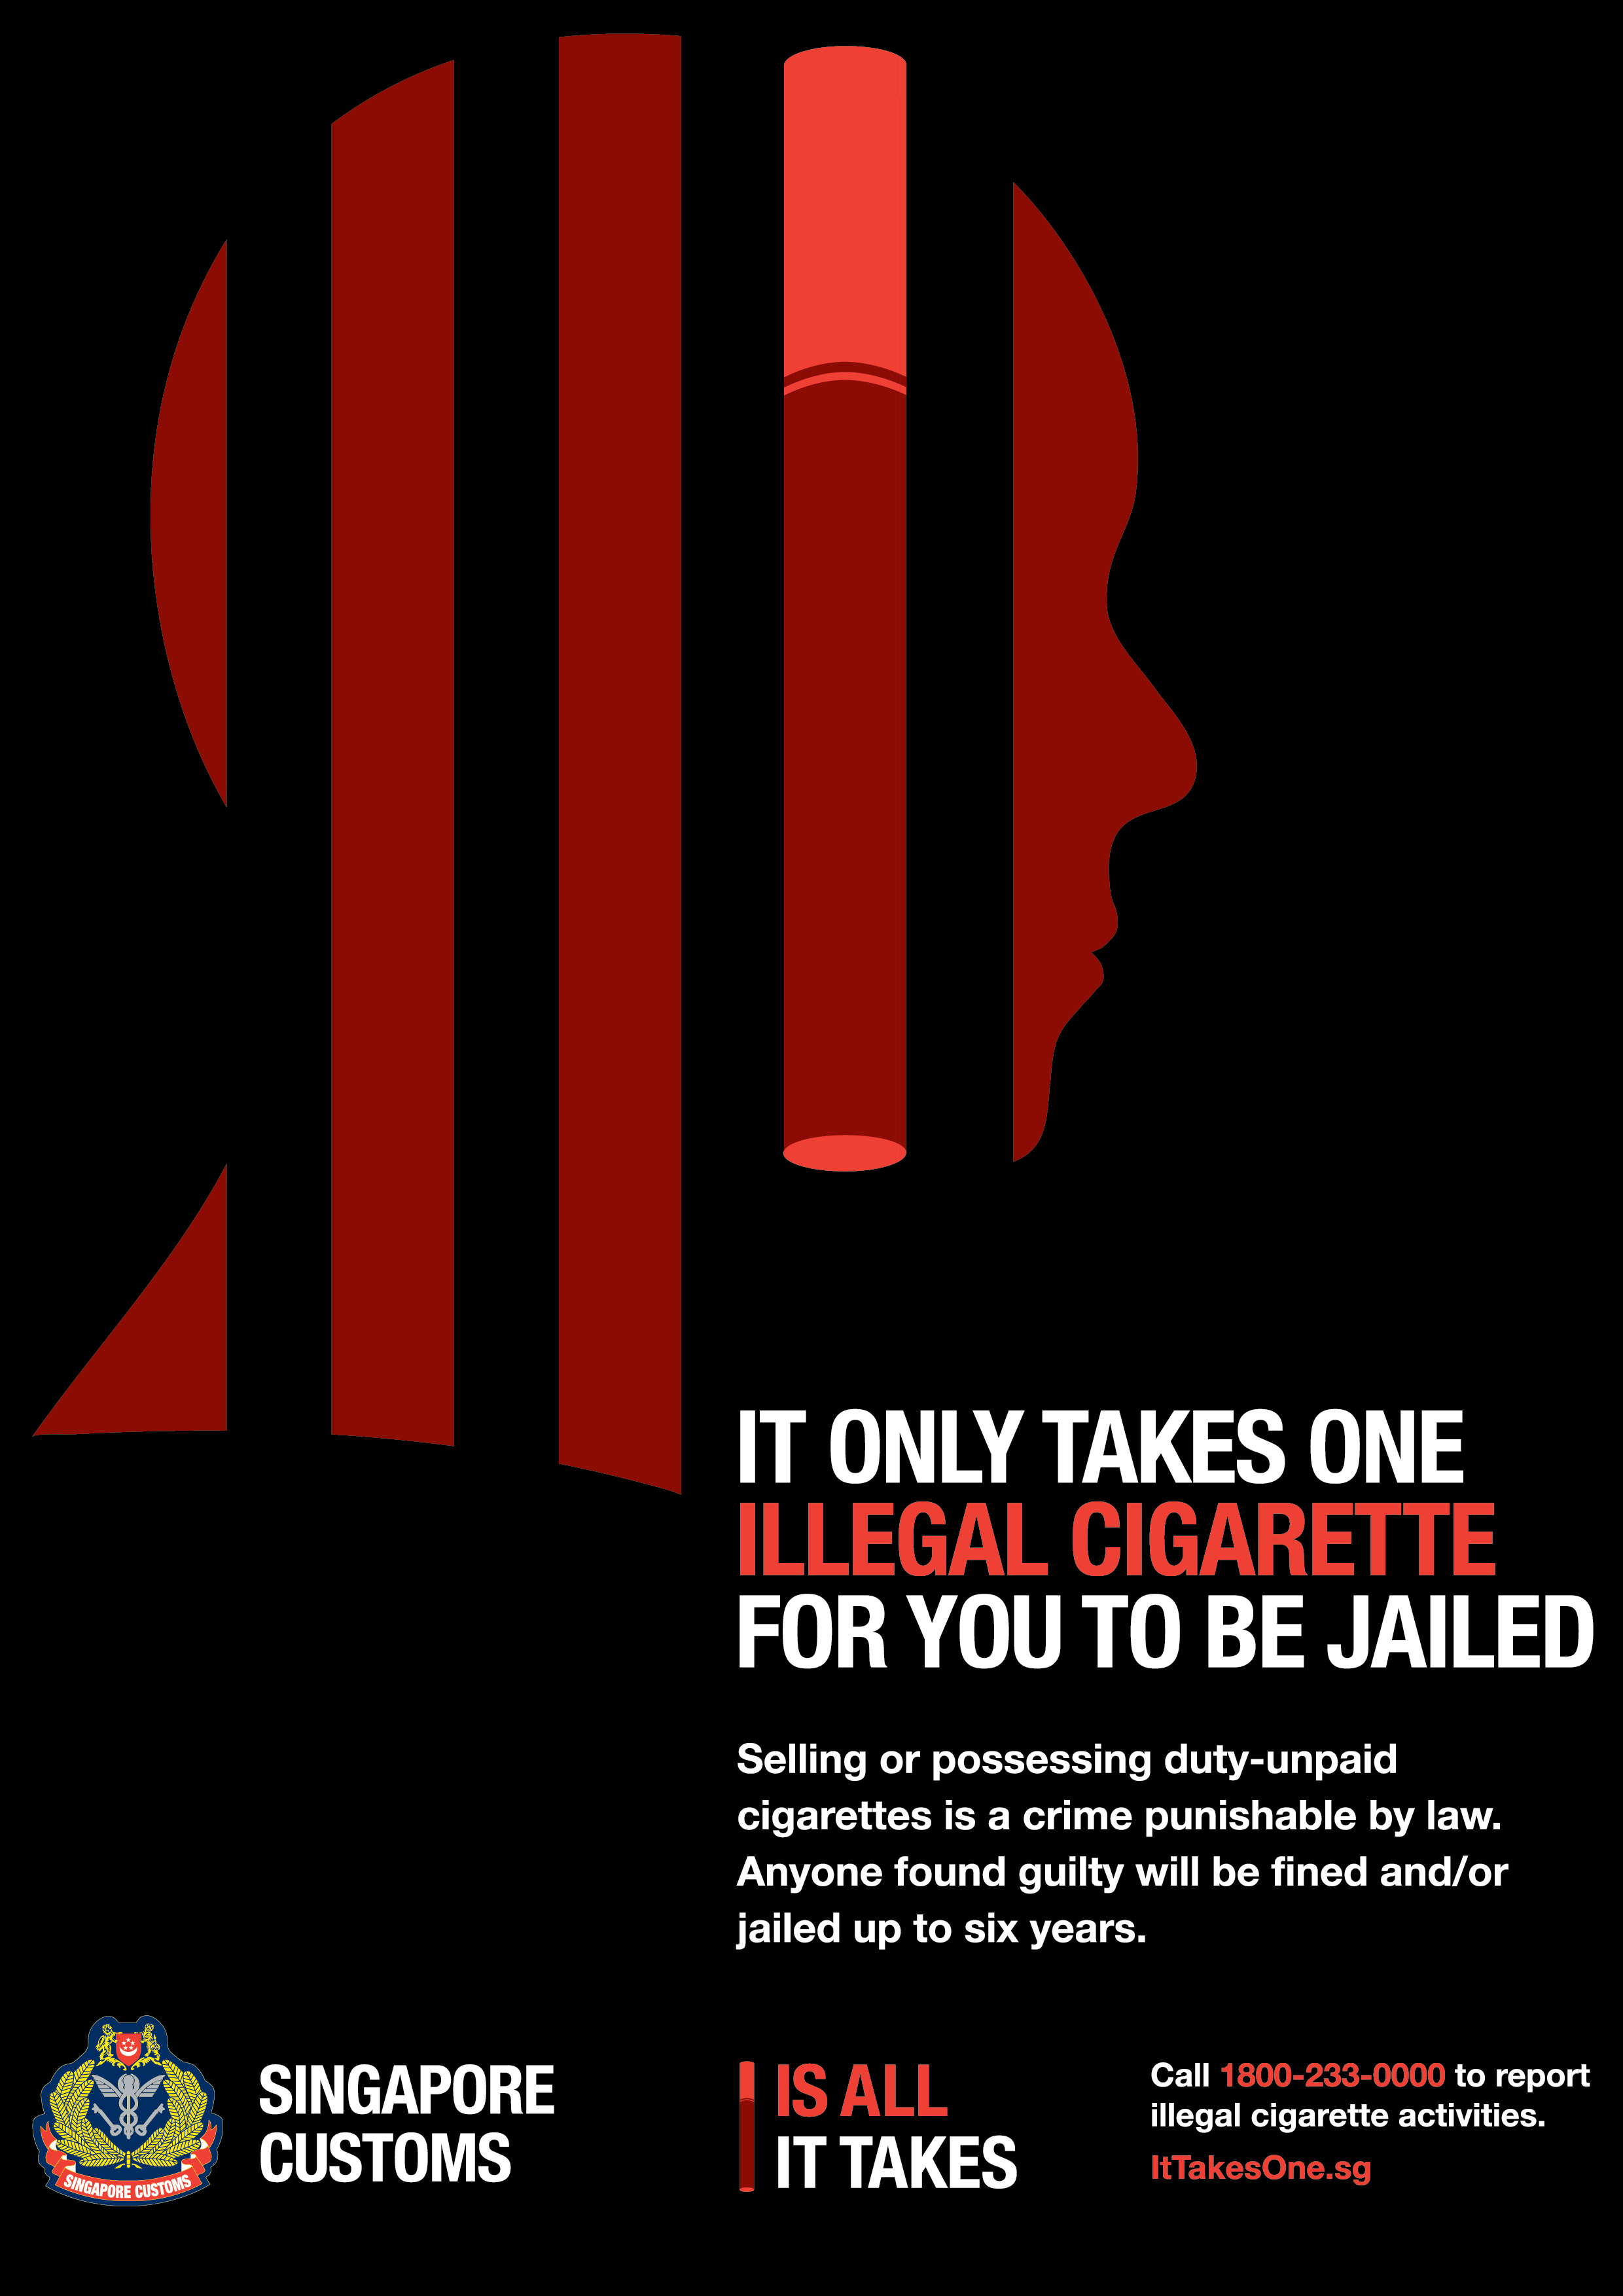 IT ONLY TAKES ONE
ILLEGAL CIGARETTE
FOR YOU TO BE JAILED
Selling or possessing duty-unpaid
cigarettes is a crime punishable by law.
Anyone found guilty will be fined and/or
jailed up to six years.
SINGAPORE CUSTOMS
SINGAPORE
CUSTOMS
IS ALL
IT TAKES
Call 1800-233-0000 to report
illegal cigarette activities.
ItTakesOne.sg